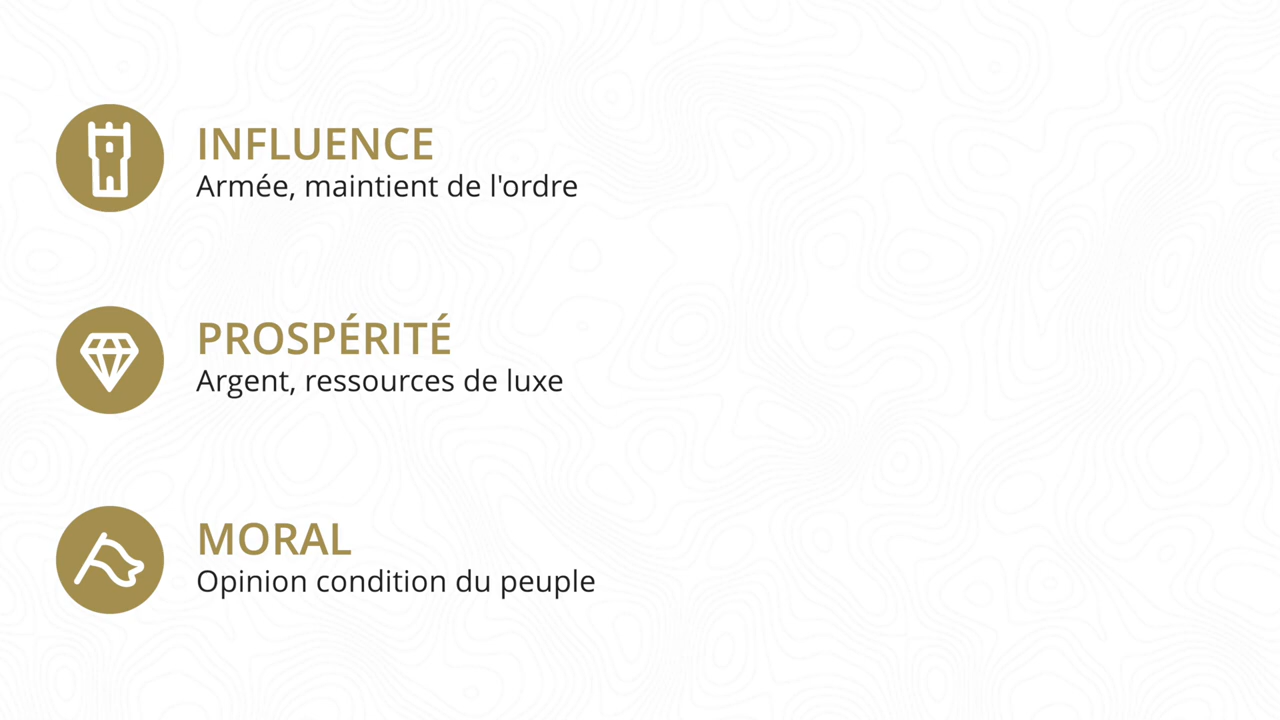 INFLUENCE
Armée, maintient de l'ordre
PROSPÉRITÉ
Argent, ressources de luxe
MORAL
Opinion condition du peuple